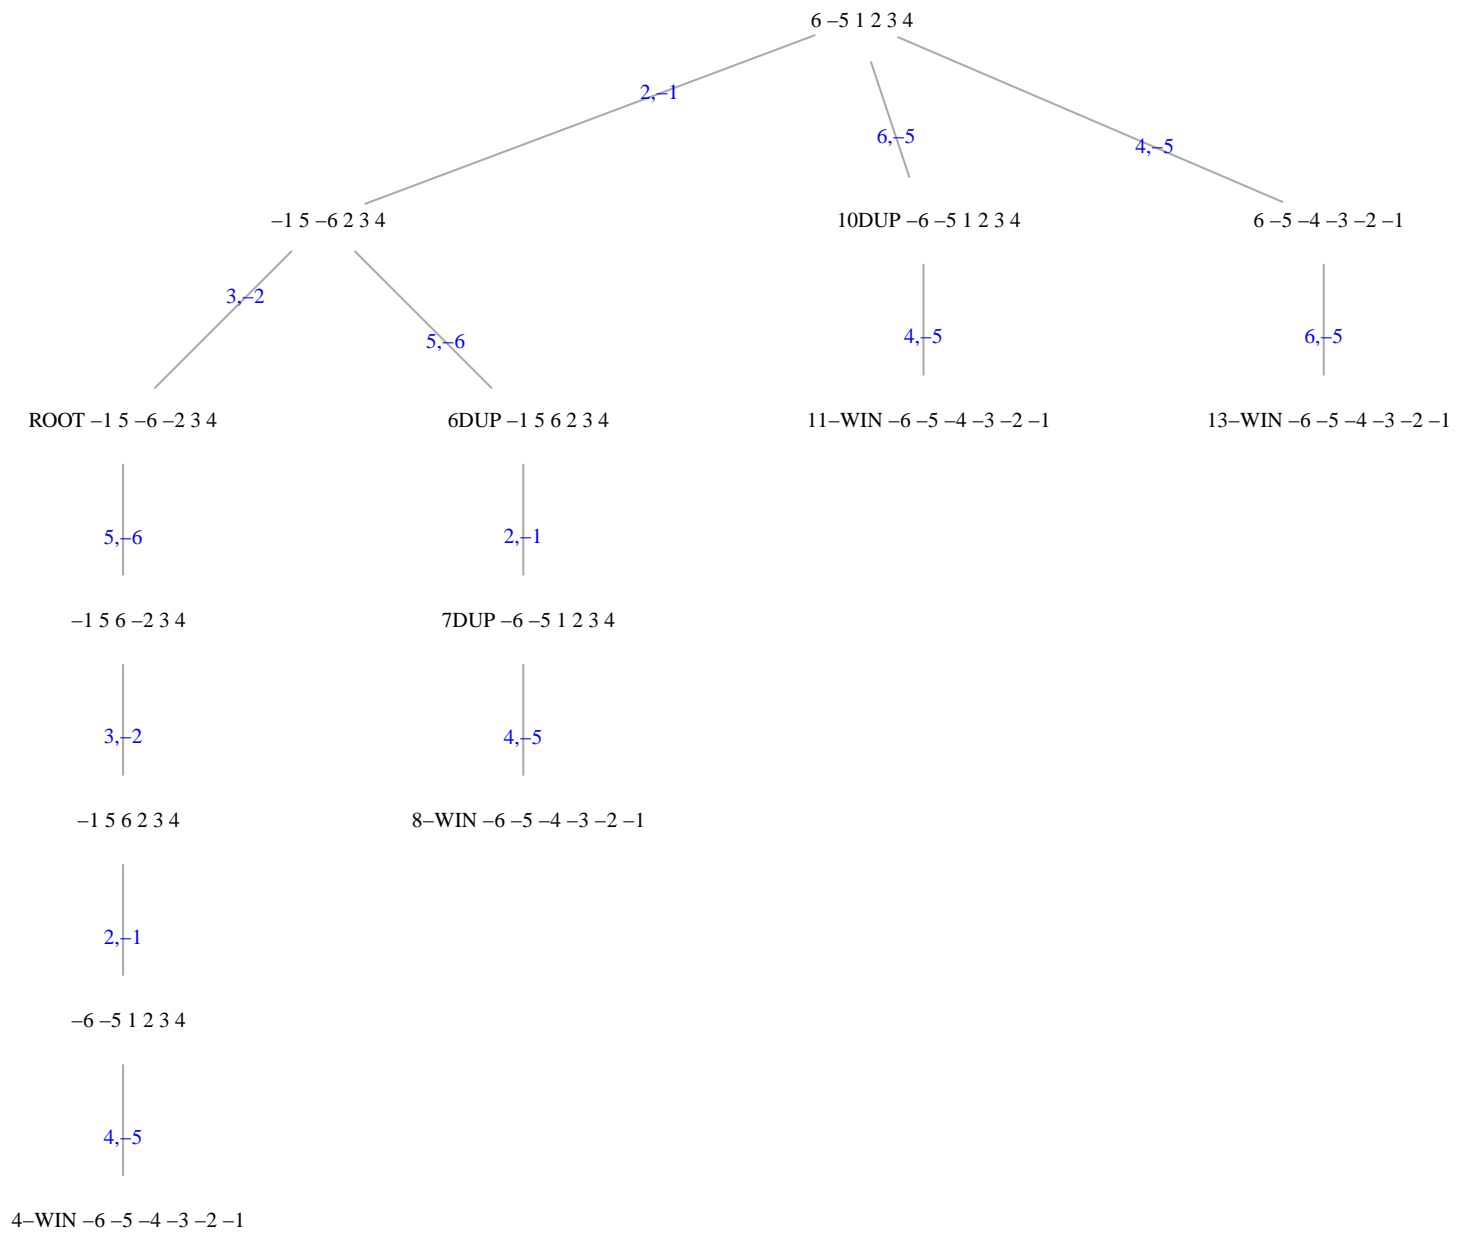 6 –5 1 2 3 4
2,–1
6,–5
4,–5
–1 5 –6 2 3 4
10DUP –6 –5 1 2 3 4
6 –5 –4 –3 –2 –1
3,–2
5,–6
4,–5
6,–5
ROOT –1 5 –6 –2 3 4
6DUP –1 5 6 2 3 4
11–WIN –6 –5 –4 –3 –2 –1
13–WIN –6 –5 –4 –3 –2 –1
5,–6
2,–1
–1 5 6 –2 3 4
7DUP –6 –5 1 2 3 4
3,–2
4,–5
–1 5 6 2 3 4
8–WIN –6 –5 –4 –3 –2 –1
2,–1
–6 –5 1 2 3 4
4,–5
4–WIN –6 –5 –4 –3 –2 –1